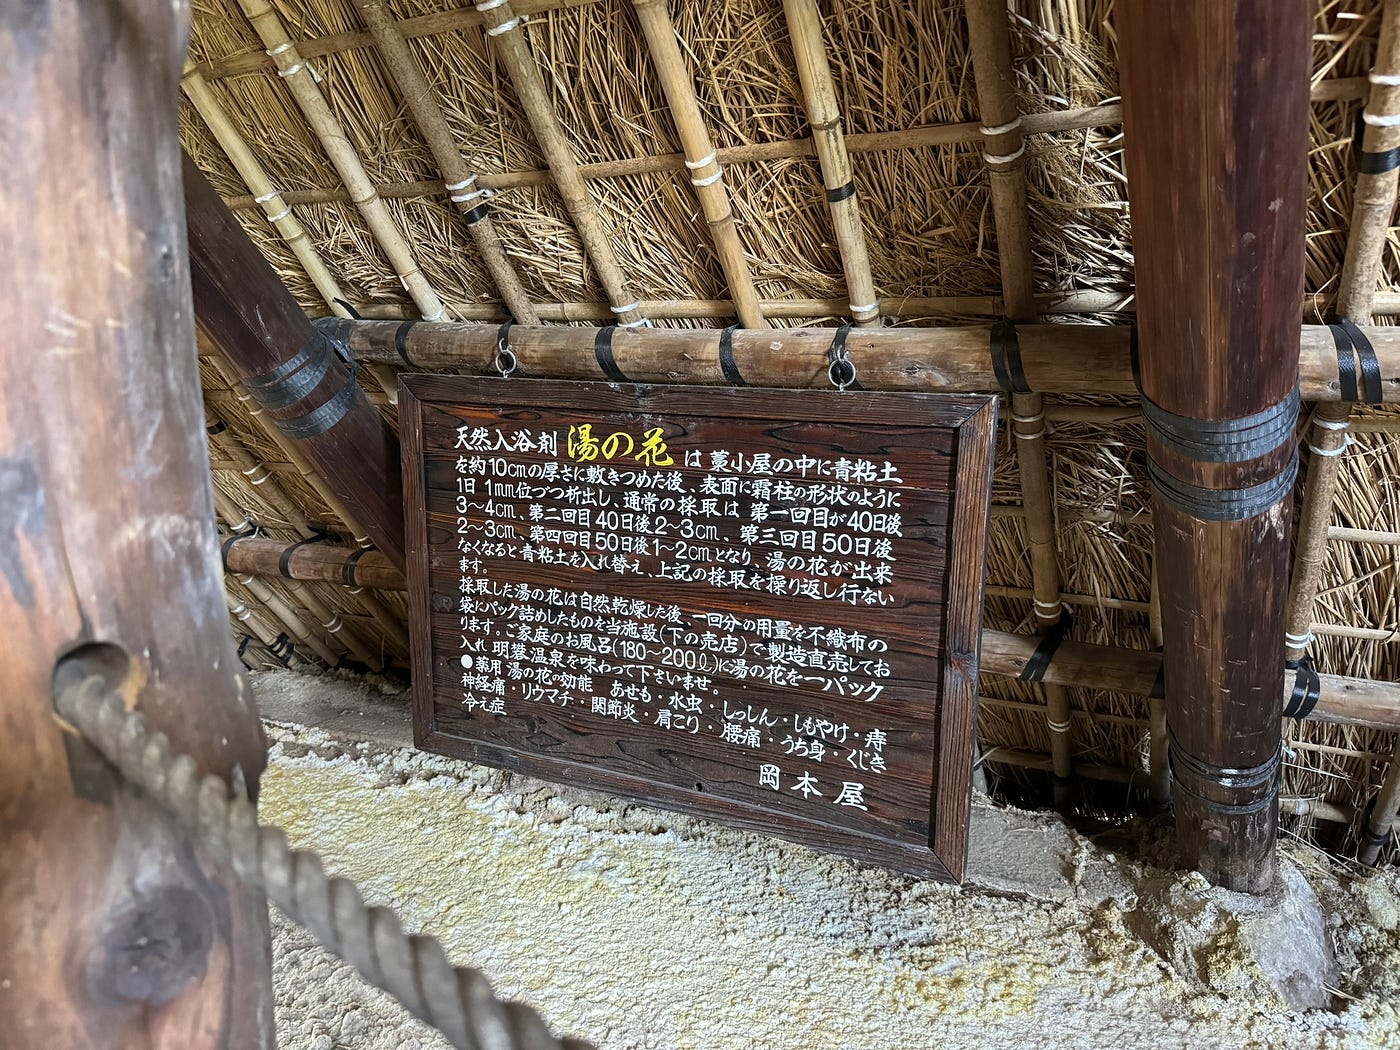 天然入浴剤 湯の花 は 藁小屋の中に青粘土
を約10㎝の厚さに敷きつめた後、表面に霜柱の形状のように
1日 1㎜位づつ析出し、通常の採取は 第一回目が40日後
3〜4㎝、第二回目40日後2〜3㎝、第三回目50日後
2〜3㎝、第四回目50日後1〜2㎝となり、湯の花が出来
なくなると青粘土を入れ替え、上記の採取を操り返し行ない
ます。
採取した湯の花は自然乾燥した後、一回分の用量を不織布の
袋にパック詰めしたものを当施設(下の売店)で製造直売してお
ります。ご家庭のお風呂(180〜200ℓ)に湯の花を一パック
入れ 明礬温泉を味わって下さいませ。
●薬用 湯の花の効能 あせも・水虫・しっしん・しもやけ・痔
神経痛・リウマチ・関節炎・肩こり・腰痛・うち身・くじき
冷え症
岡本屋